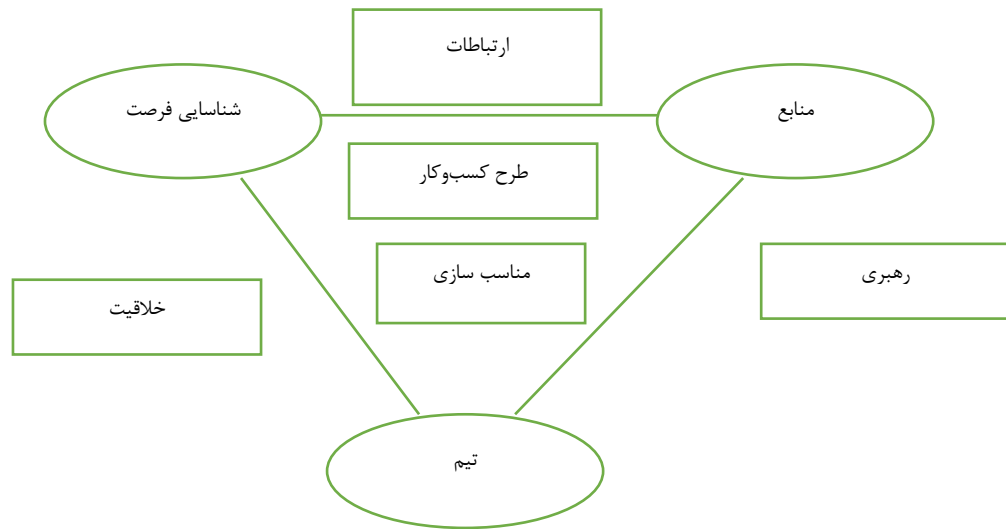 ارتباطات
منابع
شناسایی فرصت
طرح کسب‌وکار
مناسب سازی
رهبری
خلاقیت
تیم